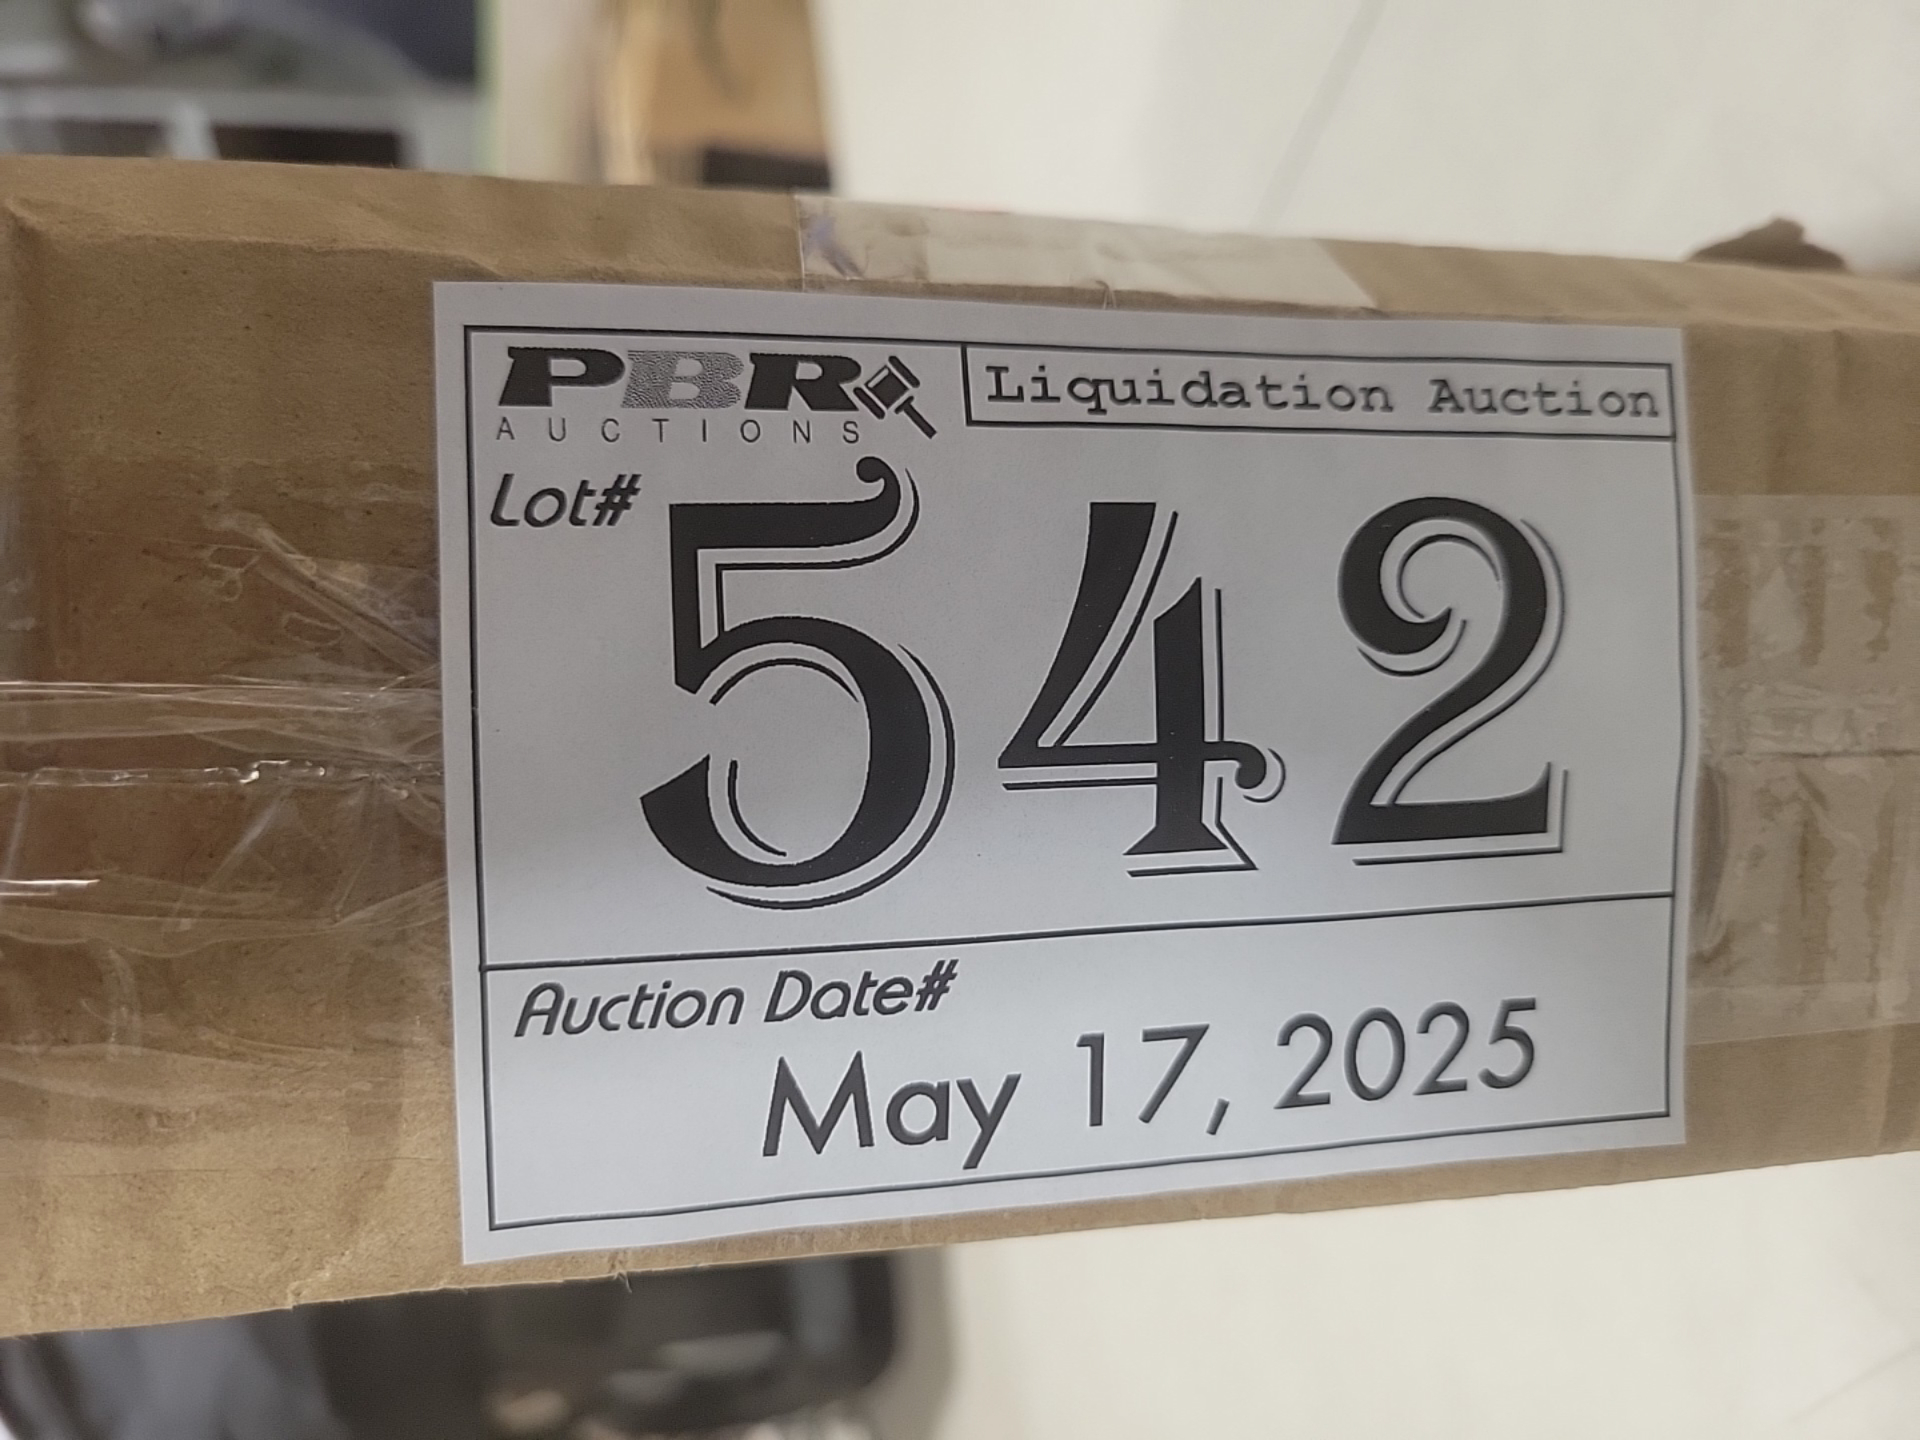 PBR
AUCTIONS
Liquidation Auction
Lot#
542
Auction Date#
May 17, 2025